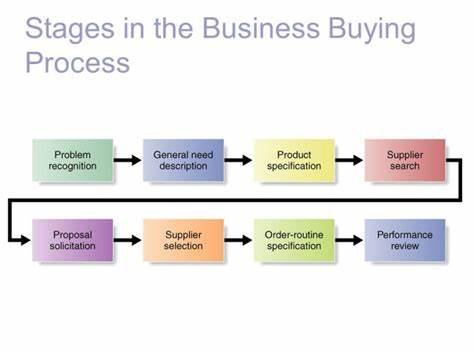 Stages in the Business Buying
Process
Problem
recognition
General need
description
Product
specification
Supplier
search
Proposal
solicitation
Supplier
selection
Order-routine
specification
Performance
review